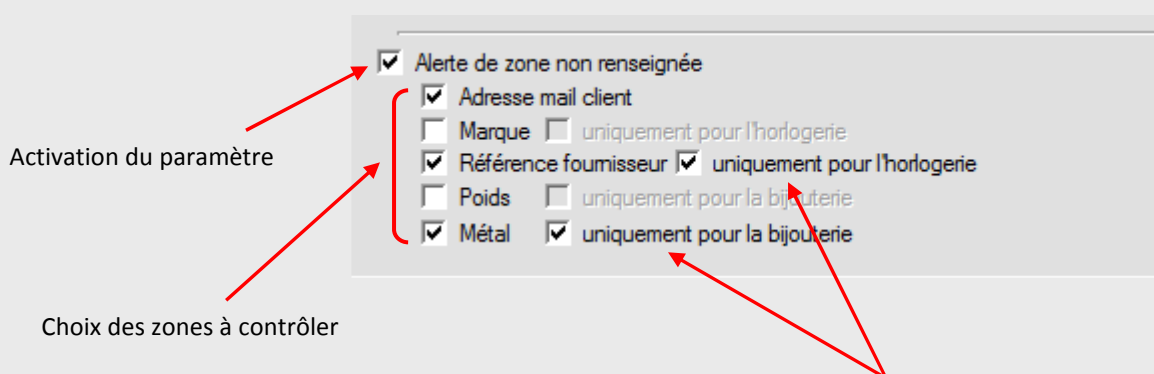 Alerte de zone non renseignée
Adresse mail client
Marque uniquement pour l'horlogerie
Référence fournisseur uniquement pour l'horlogerie
Poids uniquement pour la bijouterie
Métal uniquement pour la bijouterie
Activation du paramètre
Choix des zones à contrôler